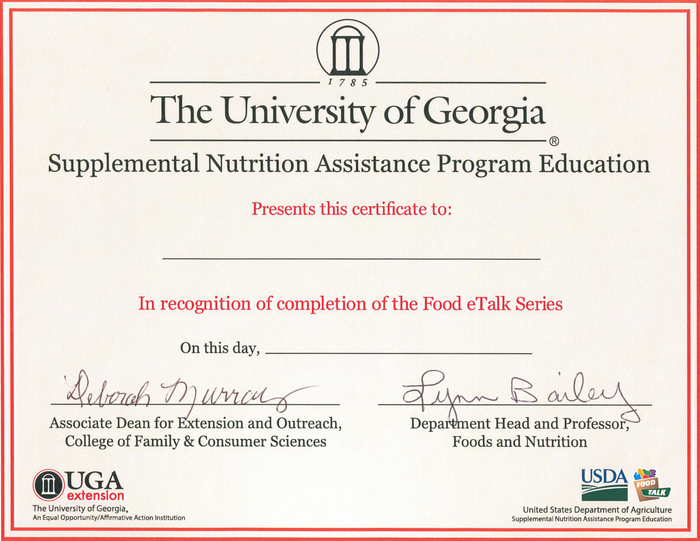 1785
The University of Georgia
®
Supplemental Nutrition Assistance Program Education
Presents this certificate to:
In recognition of completion of the Food eTalk Series
On this day,
Deborah Murray
Lynn Bailey
Associate Dean for Extension and Outreach,
College of Family & Consumer Sciences
Department Head and Professor,
Foods and Nutrition
UGA
extension
The University of Georgia.
An Equal Opportunity/Affirmative Action Institution
USDA
FOOD
TALK
United States Department of Agriculture
Supplemental Nutrition Assistance Program Education